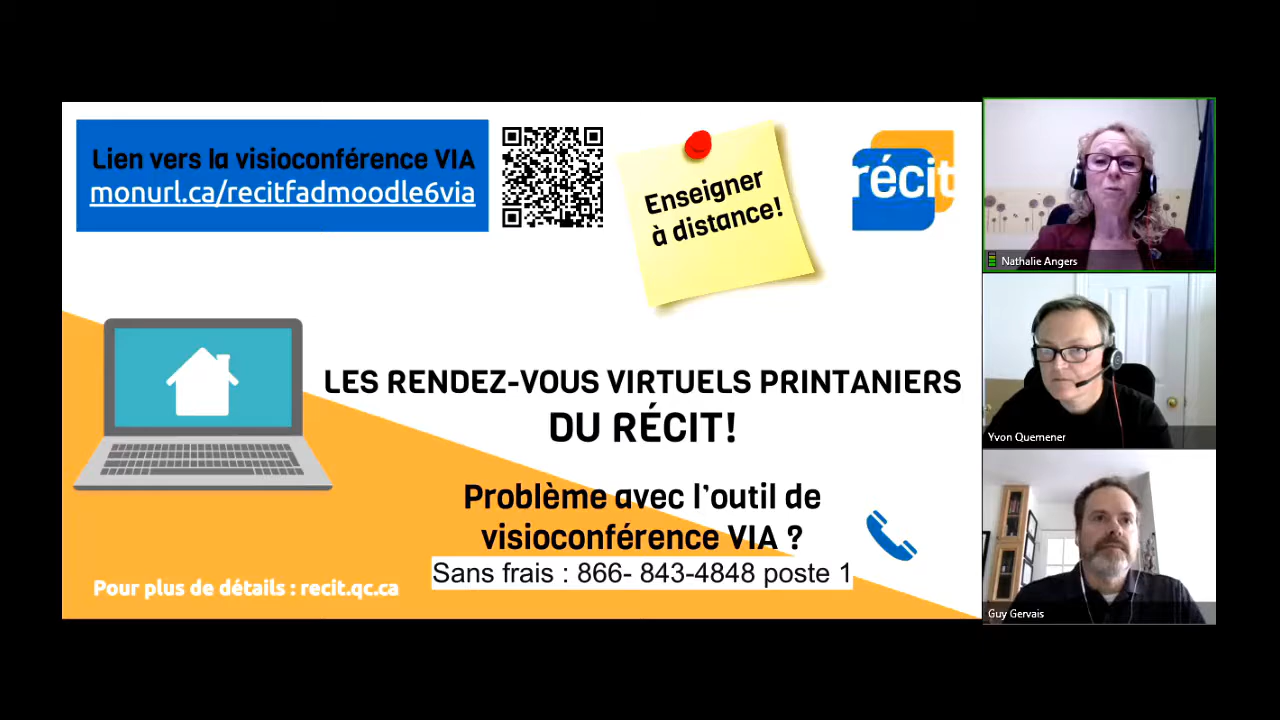 Lien vers la visioconférence VIA
monurl.ca/recitfadmoodle6via
Enseigner
à distance!
récit
LES RENDEZ-VOUS VIRTUELS PRINTANIERS
DU RÉCIT!
Problème avec l'outil de
visioconférence VIA ?
Sans frais : 866- 843-4848 poste 1
Pour plus de détails : recit.qc.ca
Nathalie Angers
Yvon Quemener
Guy Gervais